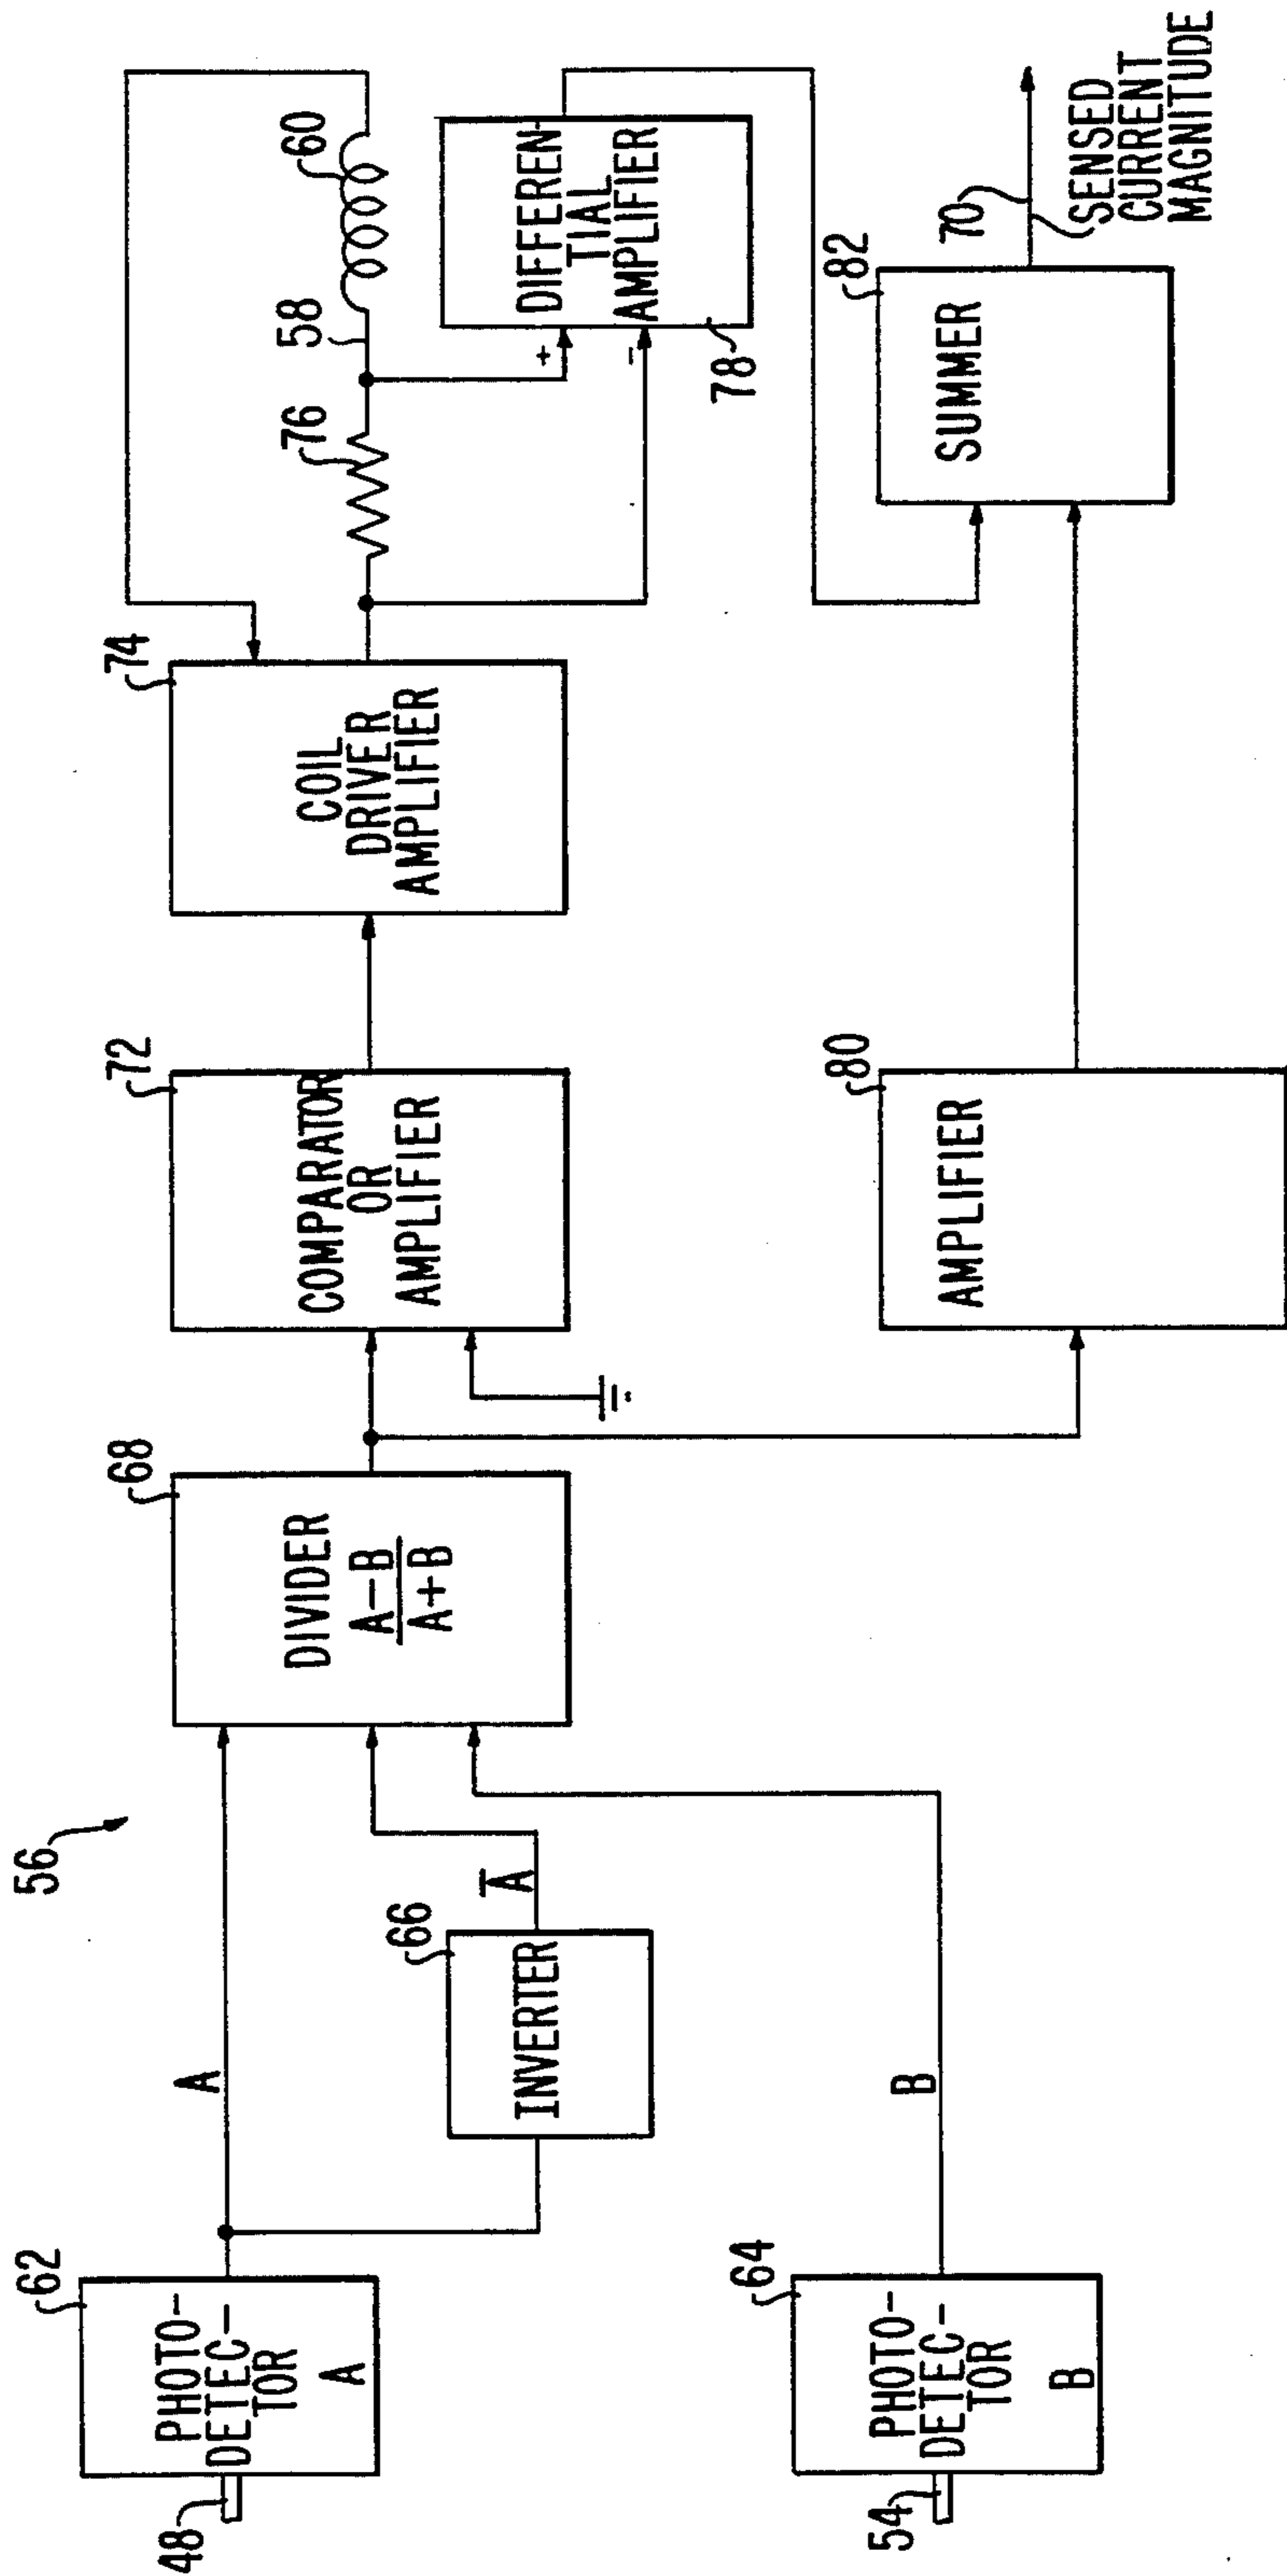 56
48
62
PHOTO-
DETEC-
TOR
A
A
66
INVERTER
A̅
54
64
PHOTO-
DETEC-
TOR
B
B
68
DIVIDER
A-B
A+B
72
COMPARATOR
OR
AMPLIFIER
74
COIL
DRIVER
AMPLIFIER
76
58
60
+
-
DIFFEREN-
TIAL
AMPLIFIER
78
80
AMPLIFIER
82
SUMMER
70
SENSED
CURRENT
MAGNITUDE